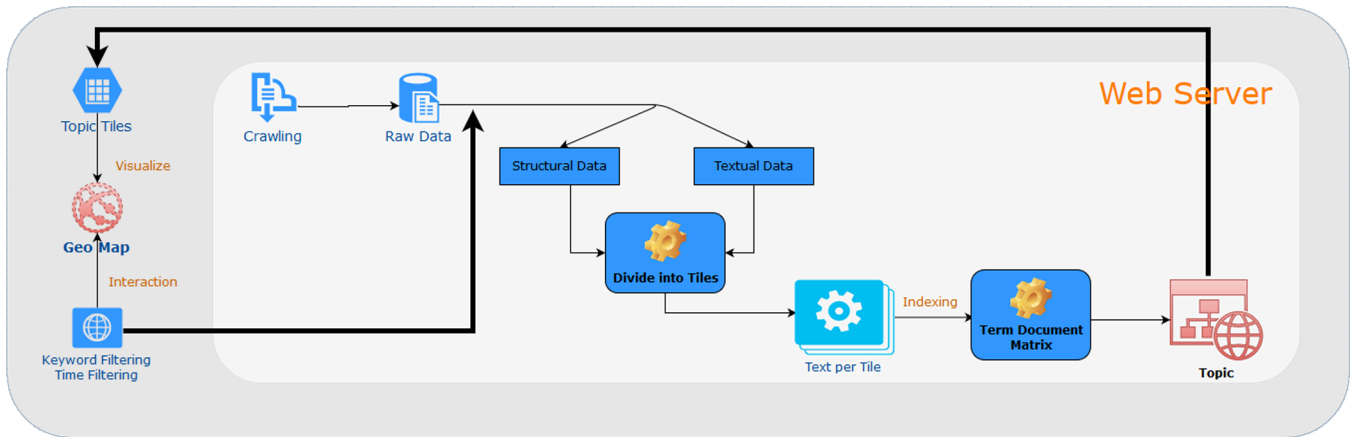 Web Server
Topic Tiles
Crawling
Raw Data
Visualize
Structural Data
Textual Data
Geo Map
Interaction
Divide into Tiles
Indexing
Term Document
Matrix
Keyword Filtering
Time Filtering
Text per Tile
Topic